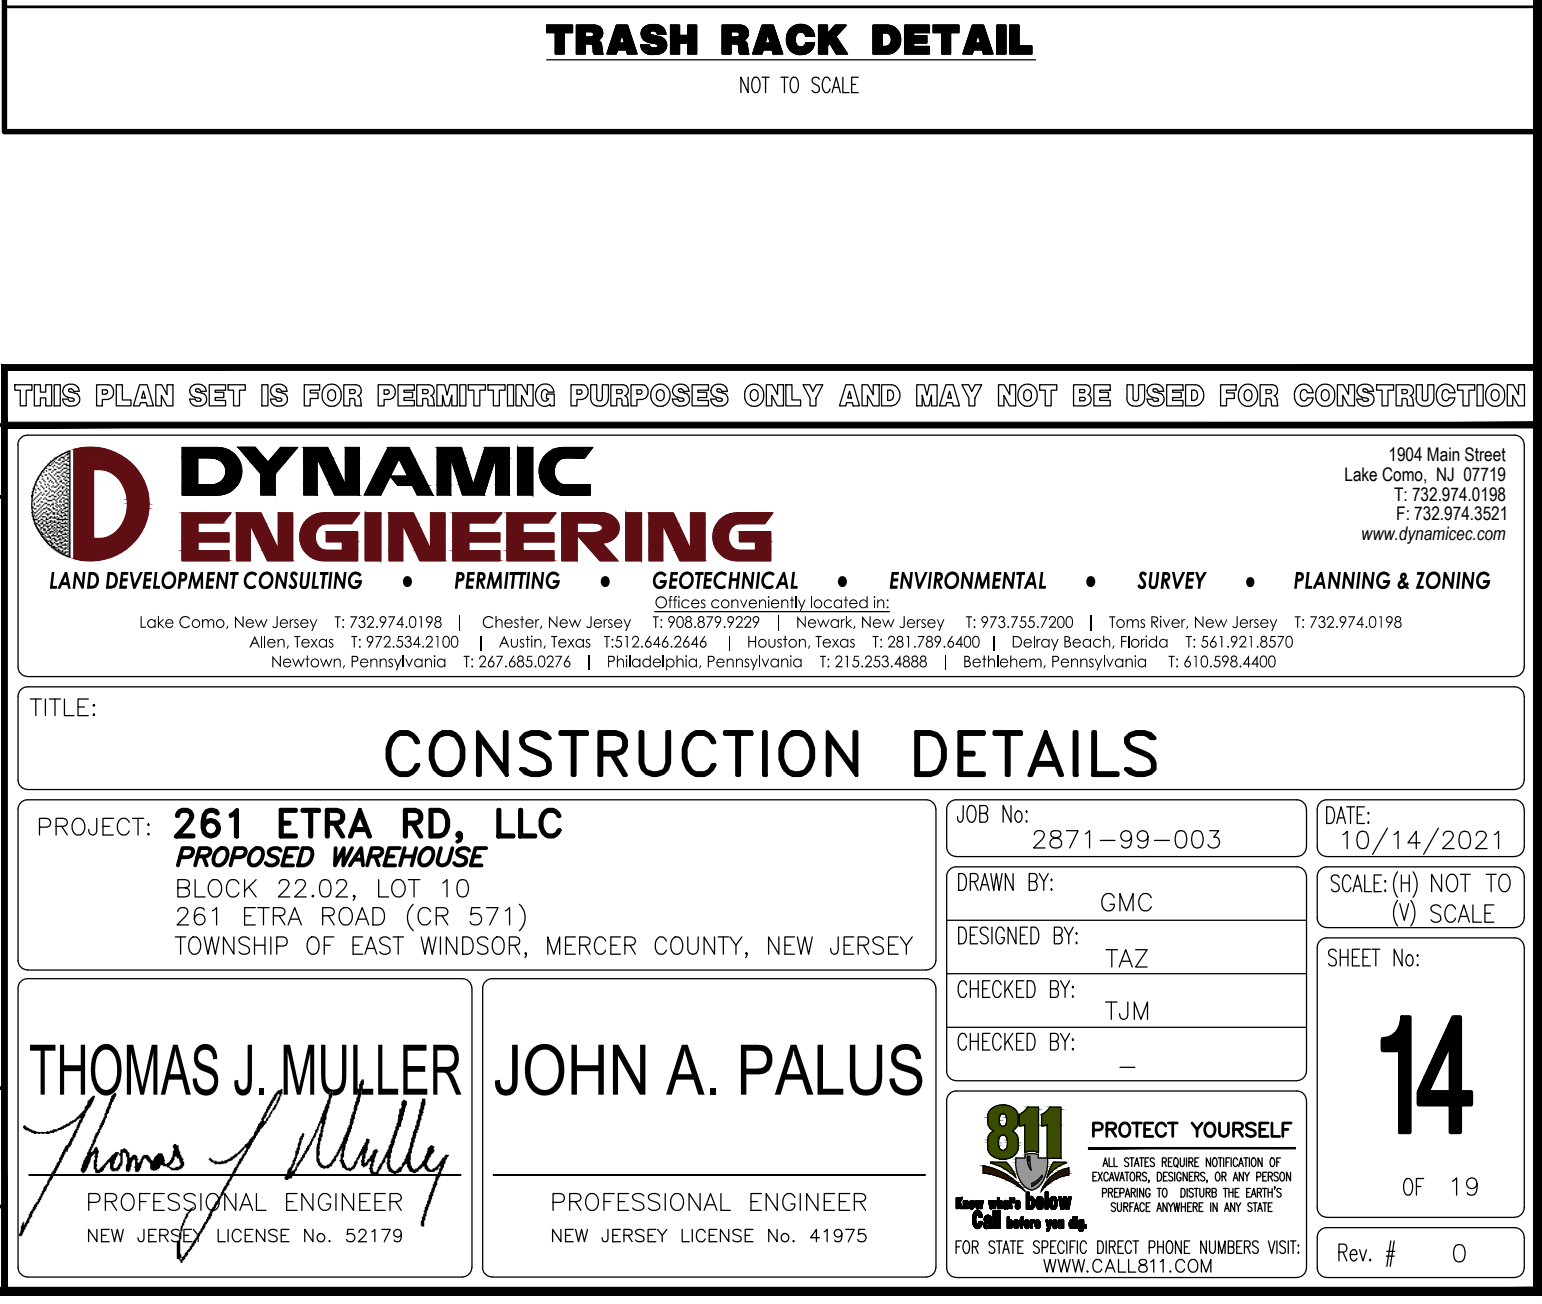 TRASH RACK DETAIL
NOT TO SCALE
THIS PLAN SET IS FOR PERMITTING PURPOSES ONLY AND MAY NOT BE USED FOR CONSTRUCTION
DYNAMIC
ENGINEERING
1904 Main Street
Lake Como, NJ 07719
T: 732.974.0198
F: 732.974.3521
www.dynamicec.com
LAND DEVELOPMENT CONSULTING • PERMITTING • GEOTECHNICAL • ENVIRONMENTAL • SURVEY • PLANNING & ZONING
Offices conveniently located in:
Lake Como, New Jersey T: 732.974.0198 | Chester, New Jersey T: 908.879.9229 | Newark, New Jersey T: 973.755.7200 | Toms River, New Jersey T: 732.974.0198
Allen, Texas T: 972.534.2100 | Austin, Texas T:512.646.2646 | Houston, Texas T: 281.789.6400 | Delray Beach, Florida T: 561.921.8570
Newtown, Pennsylvania T: 267.685.0276 | Philadelphia, Pennsylvania T: 215.253.4888 | Bethlehem, Pennsylvania T: 610.598.4400
TITLE:
CONSTRUCTION DETAILS
PROJECT: 261 ETRA RD, LLC
PROPOSED WAREHOUSE
BLOCK 22.02, LOT 10
261 ETRA ROAD (CR 571)
TOWNSHIP OF EAST WINDSOR, MERCER COUNTY, NEW JERSEY
JOB No:
2871-99-003
DATE:
10/14/2021
DRAWN BY:
GMC
SCALE: (H) NOT TO
(V) SCALE
DESIGNED BY:
TAZ
CHECKED BY:
TJM
CHECKED BY:
–
SHEET No:
14
OF 19
Rev. # 0
THOMAS J. MULLER
Thomas J Muller
PROFESSIONAL ENGINEER
NEW JERSEY LICENSE No. 52179
JOHN A. PALUS
PROFESSIONAL ENGINEER
NEW JERSEY LICENSE No. 41975
811
Know what's below
Call before you dig.
PROTECT YOURSELF
ALL STATES REQUIRE NOTIFICATION OF
EXCAVATORS, DESIGNERS, OR ANY PERSON
PREPARING TO DISTURB THE EARTH'S
SURFACE ANYWHERE IN ANY STATE
FOR STATE SPECIFIC DIRECT PHONE NUMBERS VISIT:
WWW.CALL811.COM